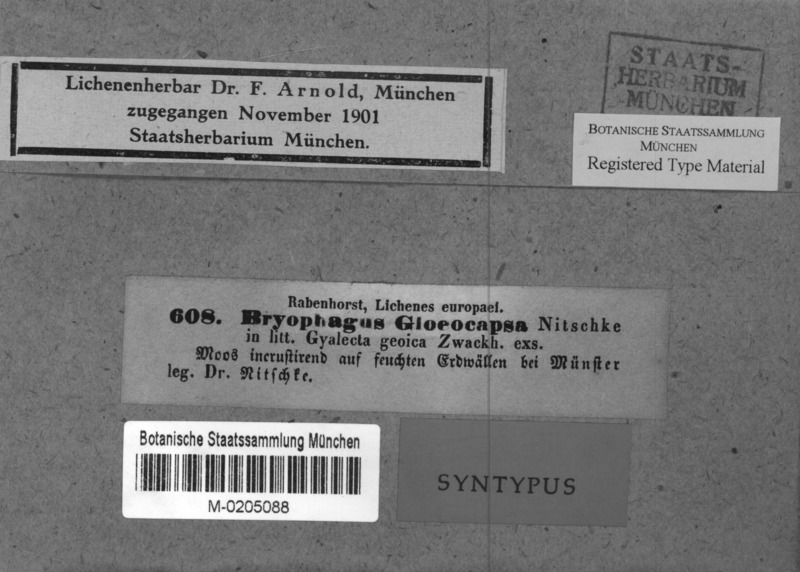 Lichenenherbar Dr. F. Arnold, München
zugegangen November 1901
Staatsherbarium München.
STAATS-
HERBARIUM
MÜNCHEN
BOTANISCHE STAATSSAMMLUNG
MÜNCHEN
Registered Type Material
Rabenhorst, Lichenes europaei.
608. Bryophagus Gloeocapsa Nitschke
in litt. Gyalecta geoica Zwackh. exs.
Moos incrustirend auf feuchten Erdwällen bei Münster
leg. Dr. Nitschke.
Botanische Staatssammlung München
M-0205088
SYNTYPUS